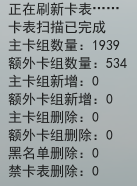 正在刷新卡表······
卡表扫描已完成
主卡组数量：1939
额外卡组数量：534
主卡组新增：0
额外卡组新增：0
主卡组删除：0
额外卡组删除：0
黑名单删除：0
禁卡表删除：0